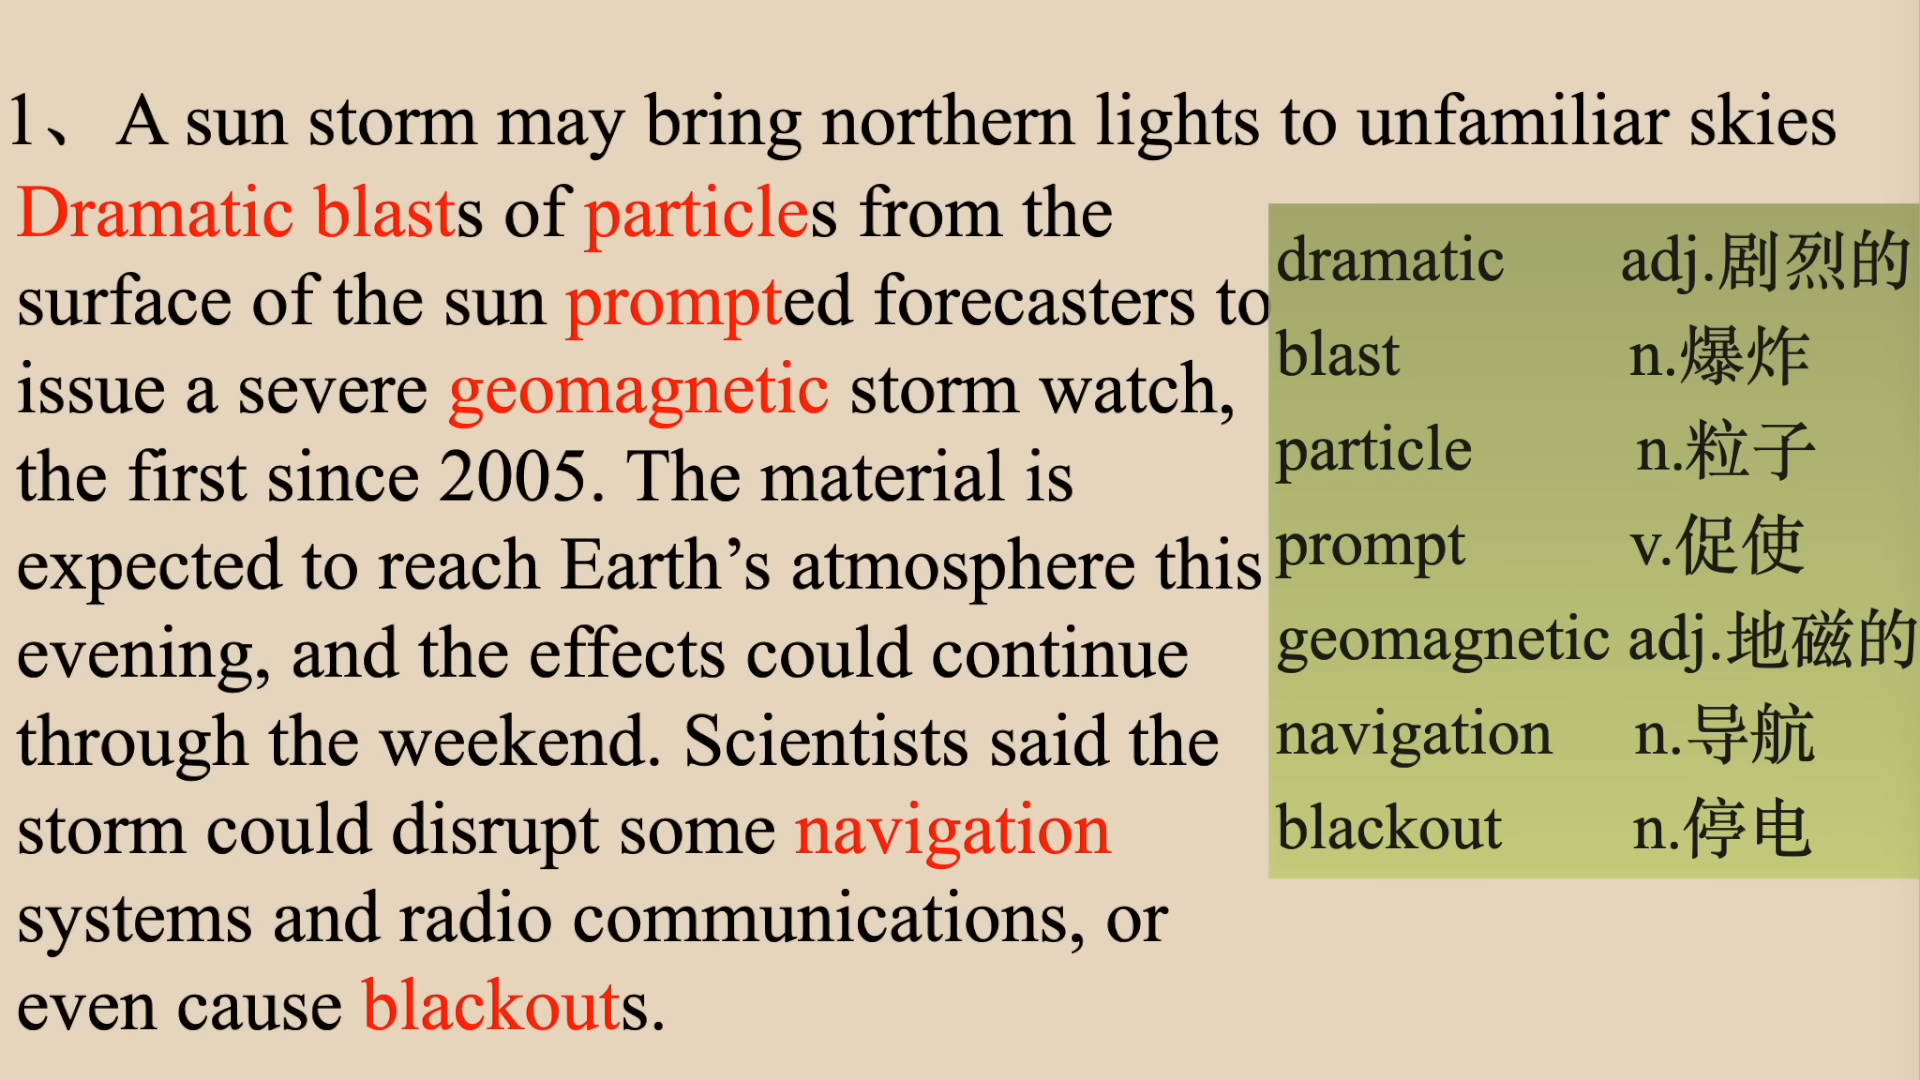 1、 A sun storm may bring northern lights to unfamiliar skies
Dramatic blasts of particles from the
surface of the sun prompted forecasters to
issue a severe geomagnetic storm watch,
the first since 2005. The material is
expected to reach Earth’s atmosphere this
evening, and the effects could continue
through the weekend. Scientists said the
storm could disrupt some navigation
systems and radio communications, or
even cause blackouts.
dramatic adj.剧烈的
blast n.爆炸
particle n.粒子
prompt v.促使
geomagnetic adj.地磁的
navigation n.导航
blackout n.停电